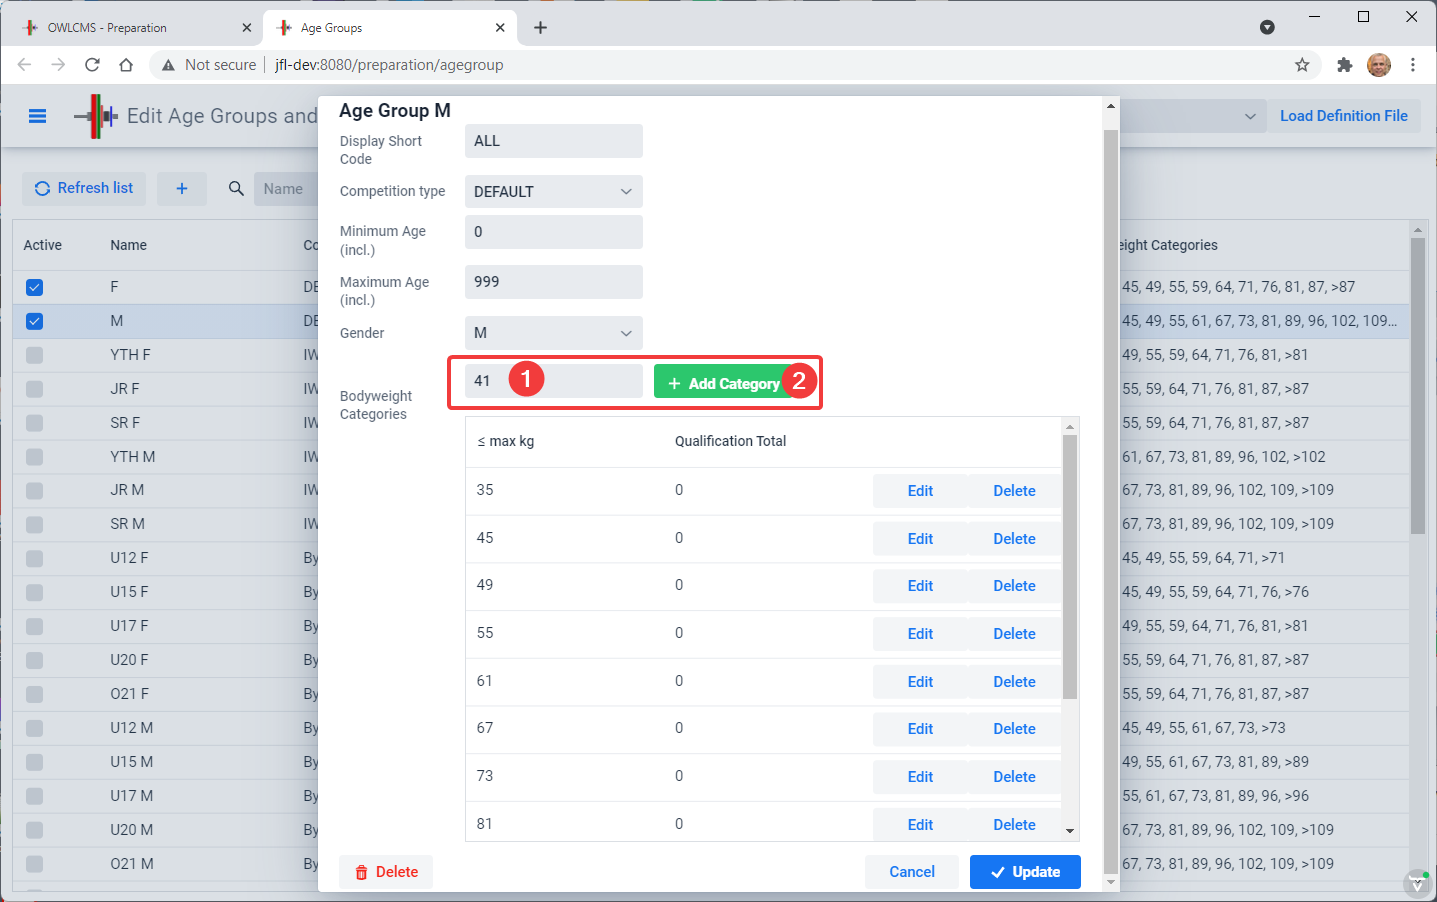 OWLCMS - Preparation
Age Groups
Not secure
jfl-dev:8080/preparation/agegroup
Edit Age Groups and
Load Definition File
Refresh list
Name
Active
Name
Co
eight Categories
F
DE
45, 49, 55, 59, 64, 71, 76, 81, 87, >87
M
DE
45, 49, 55, 61, 67, 73, 81, 89, 96, 102, 109...
YTH F
IW
49, 55, 59, 64, 71, 76, 81, >81
JR F
IW
55, 59, 64, 71, 76, 81, 87, >87
SR F
IW
55, 59, 64, 71, 76, 81, 87, >87
YTH M
IW
61, 67, 73, 81, 89, 96, 102, >102
JR M
IW
67, 73, 81, 89, 96, 102, 109, >109
SR M
IW
67, 73, 81, 89, 96, 102, 109, >109
U12 F
By
45, 49, 55, 59, 64, 71, >71
U15 F
By
45, 49, 55, 59, 64, 71, 76, >76
U17 F
By
49, 55, 59, 64, 71, 76, 81, >81
U20 F
By
55, 59, 64, 71, 76, 81, 87, >87
O21 F
By
55, 59, 64, 71, 76, 81, 87, >87
U12 M
By
45, 49, 55, 61, 67, 73, >73
U15 M
By
49, 55, 61, 67, 73, 81, 89, >89
U17 M
By
55, 61, 67, 73, 81, 89, 96, >96
U20 M
By
67, 73, 81, 89, 96, 102, 109, >109
O21 M
By
67, 73, 81, 89, 96, 102, 109, >109
Age Group M
Display Short
Code
ALL
Competition type
DEFAULT
Minimum Age
(incl.)
0
Maximum Age
(incl.)
999
Gender
M
Bodyweight
Categories
41
1
+ Add Category
2
≤ max kg
Qualification Total
35
0
Edit
Delete
45
0
Edit
Delete
49
0
Edit
Delete
55
0
Edit
Delete
61
0
Edit
Delete
67
0
Edit
Delete
73
0
Edit
Delete
81
0
Edit
Delete
Delete
Cancel
Update